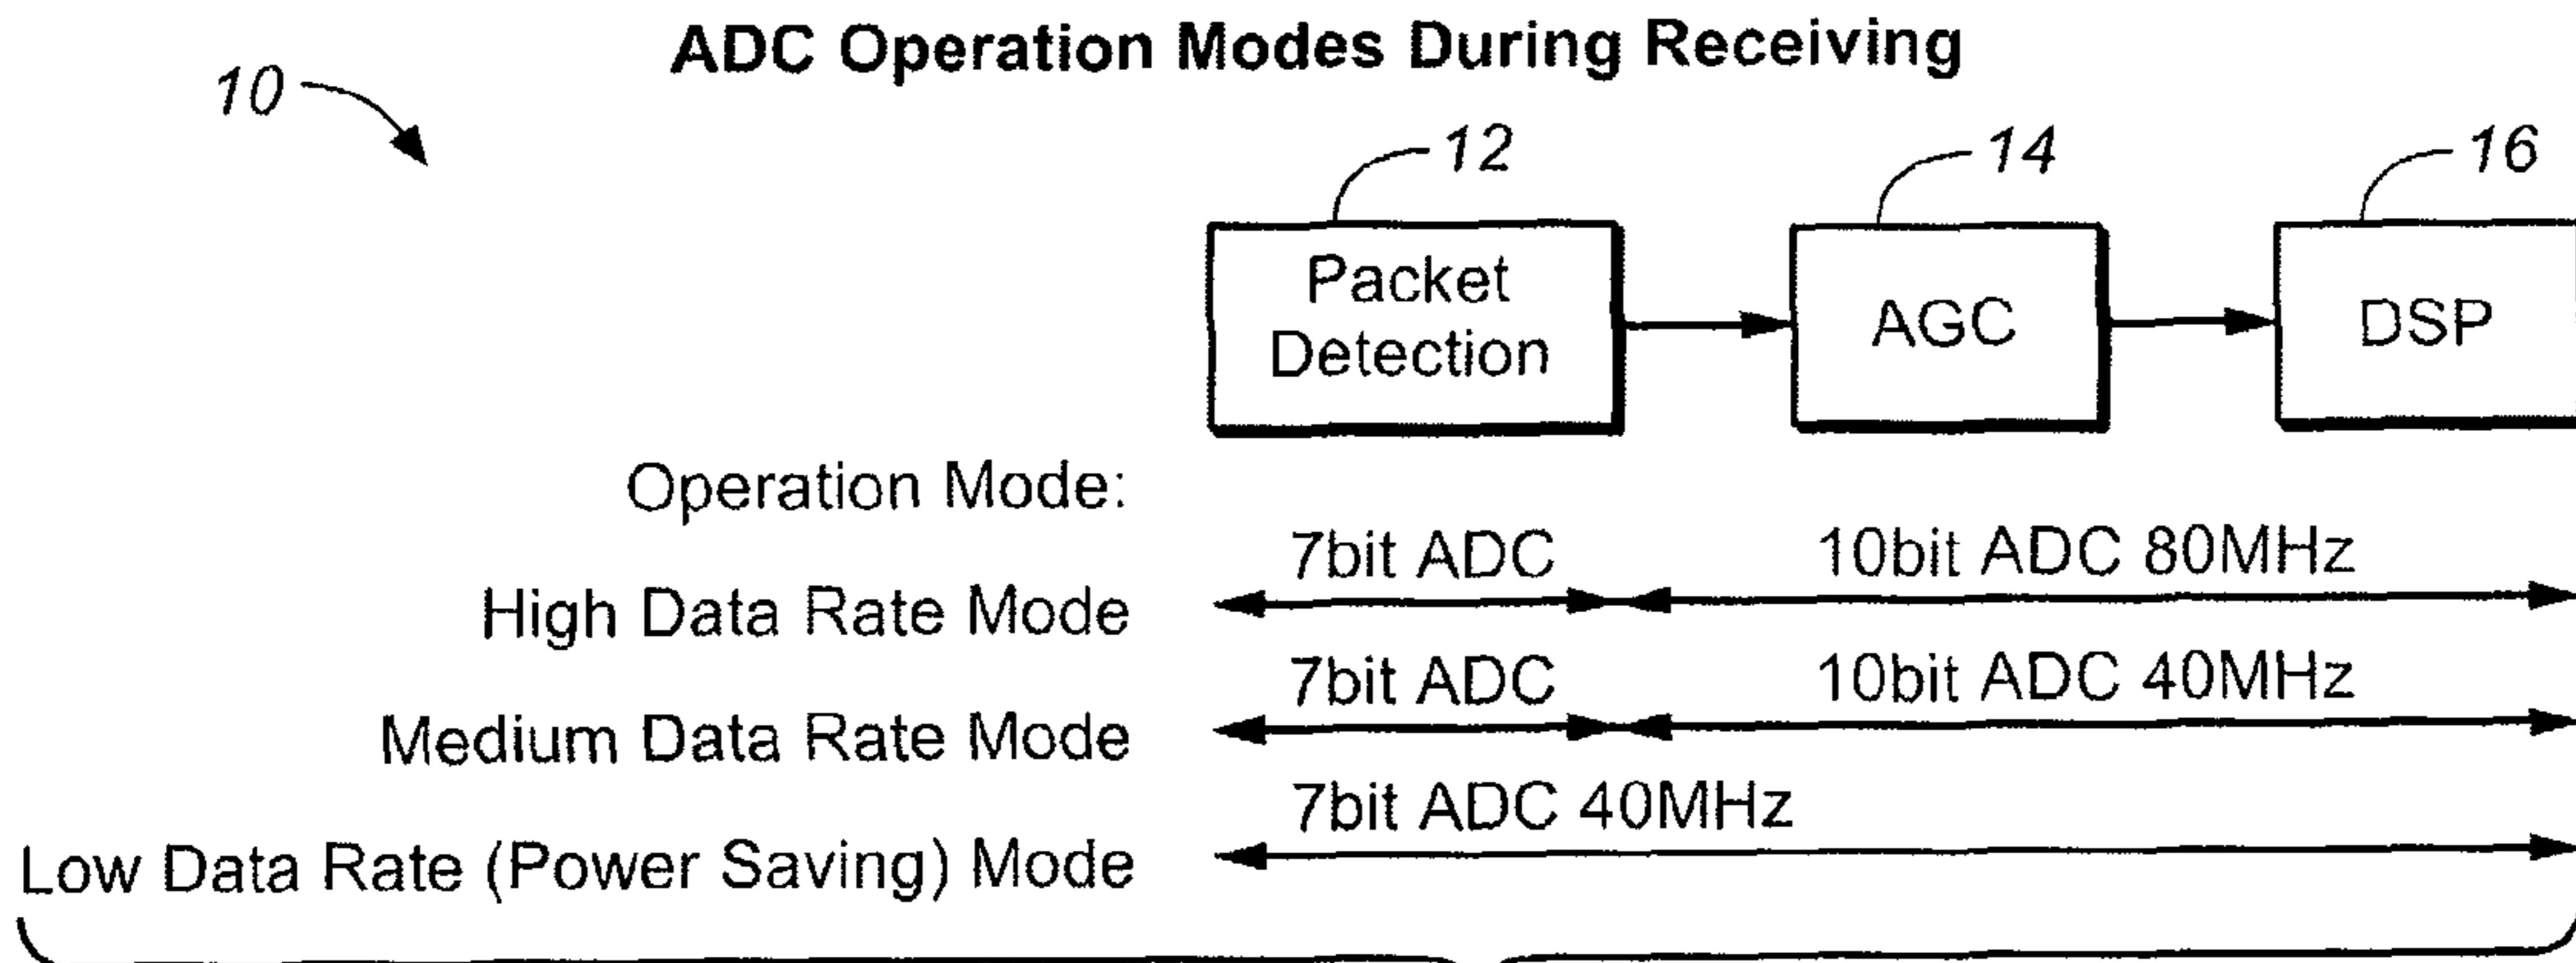 ADC Operation Modes During Receiving
10
12
14
16
Packet
Detection
AGC
DSP
Operation Mode:
7bit ADC
10bit ADC 80MHz
High Data Rate Mode
7bit ADC
10bit ADC 40MHz
Medium Data Rate Mode
7bit ADC 40MHz
Low Data Rate (Power Saving) Mode